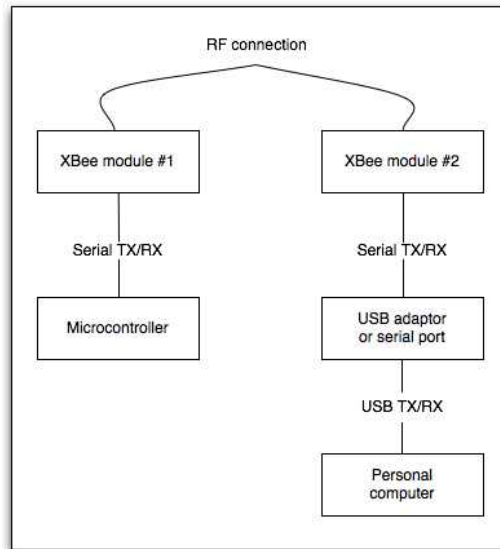 RF connection
XBee module #1
XBee module #2
Serial TX/RX
Serial TX/RX
Microcontroller
USB adaptor
or serial port
USB TX/RX
Personal
computer